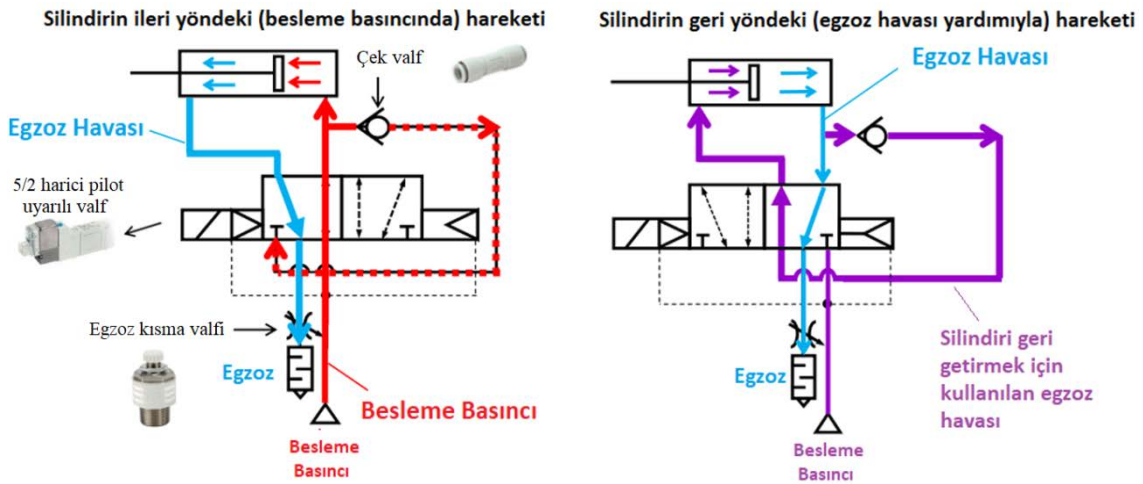 Silindirin ileri yöndeki (besleme basıncında) hareketi
Çek valf
Egzoz Havası
5/2 harici pilot
uyarılı valf
Egzoz kısma valfi
Egzoz
Besleme Basıncı
Besleme
Basıncı
Silindirin geri yöndeki (egzoz havası yardımıyla) hareketi
Egzoz Havası
Silindiri geri
getirmek için
kullanılan egzoz
havası
Egzoz
Besleme
Basıncı